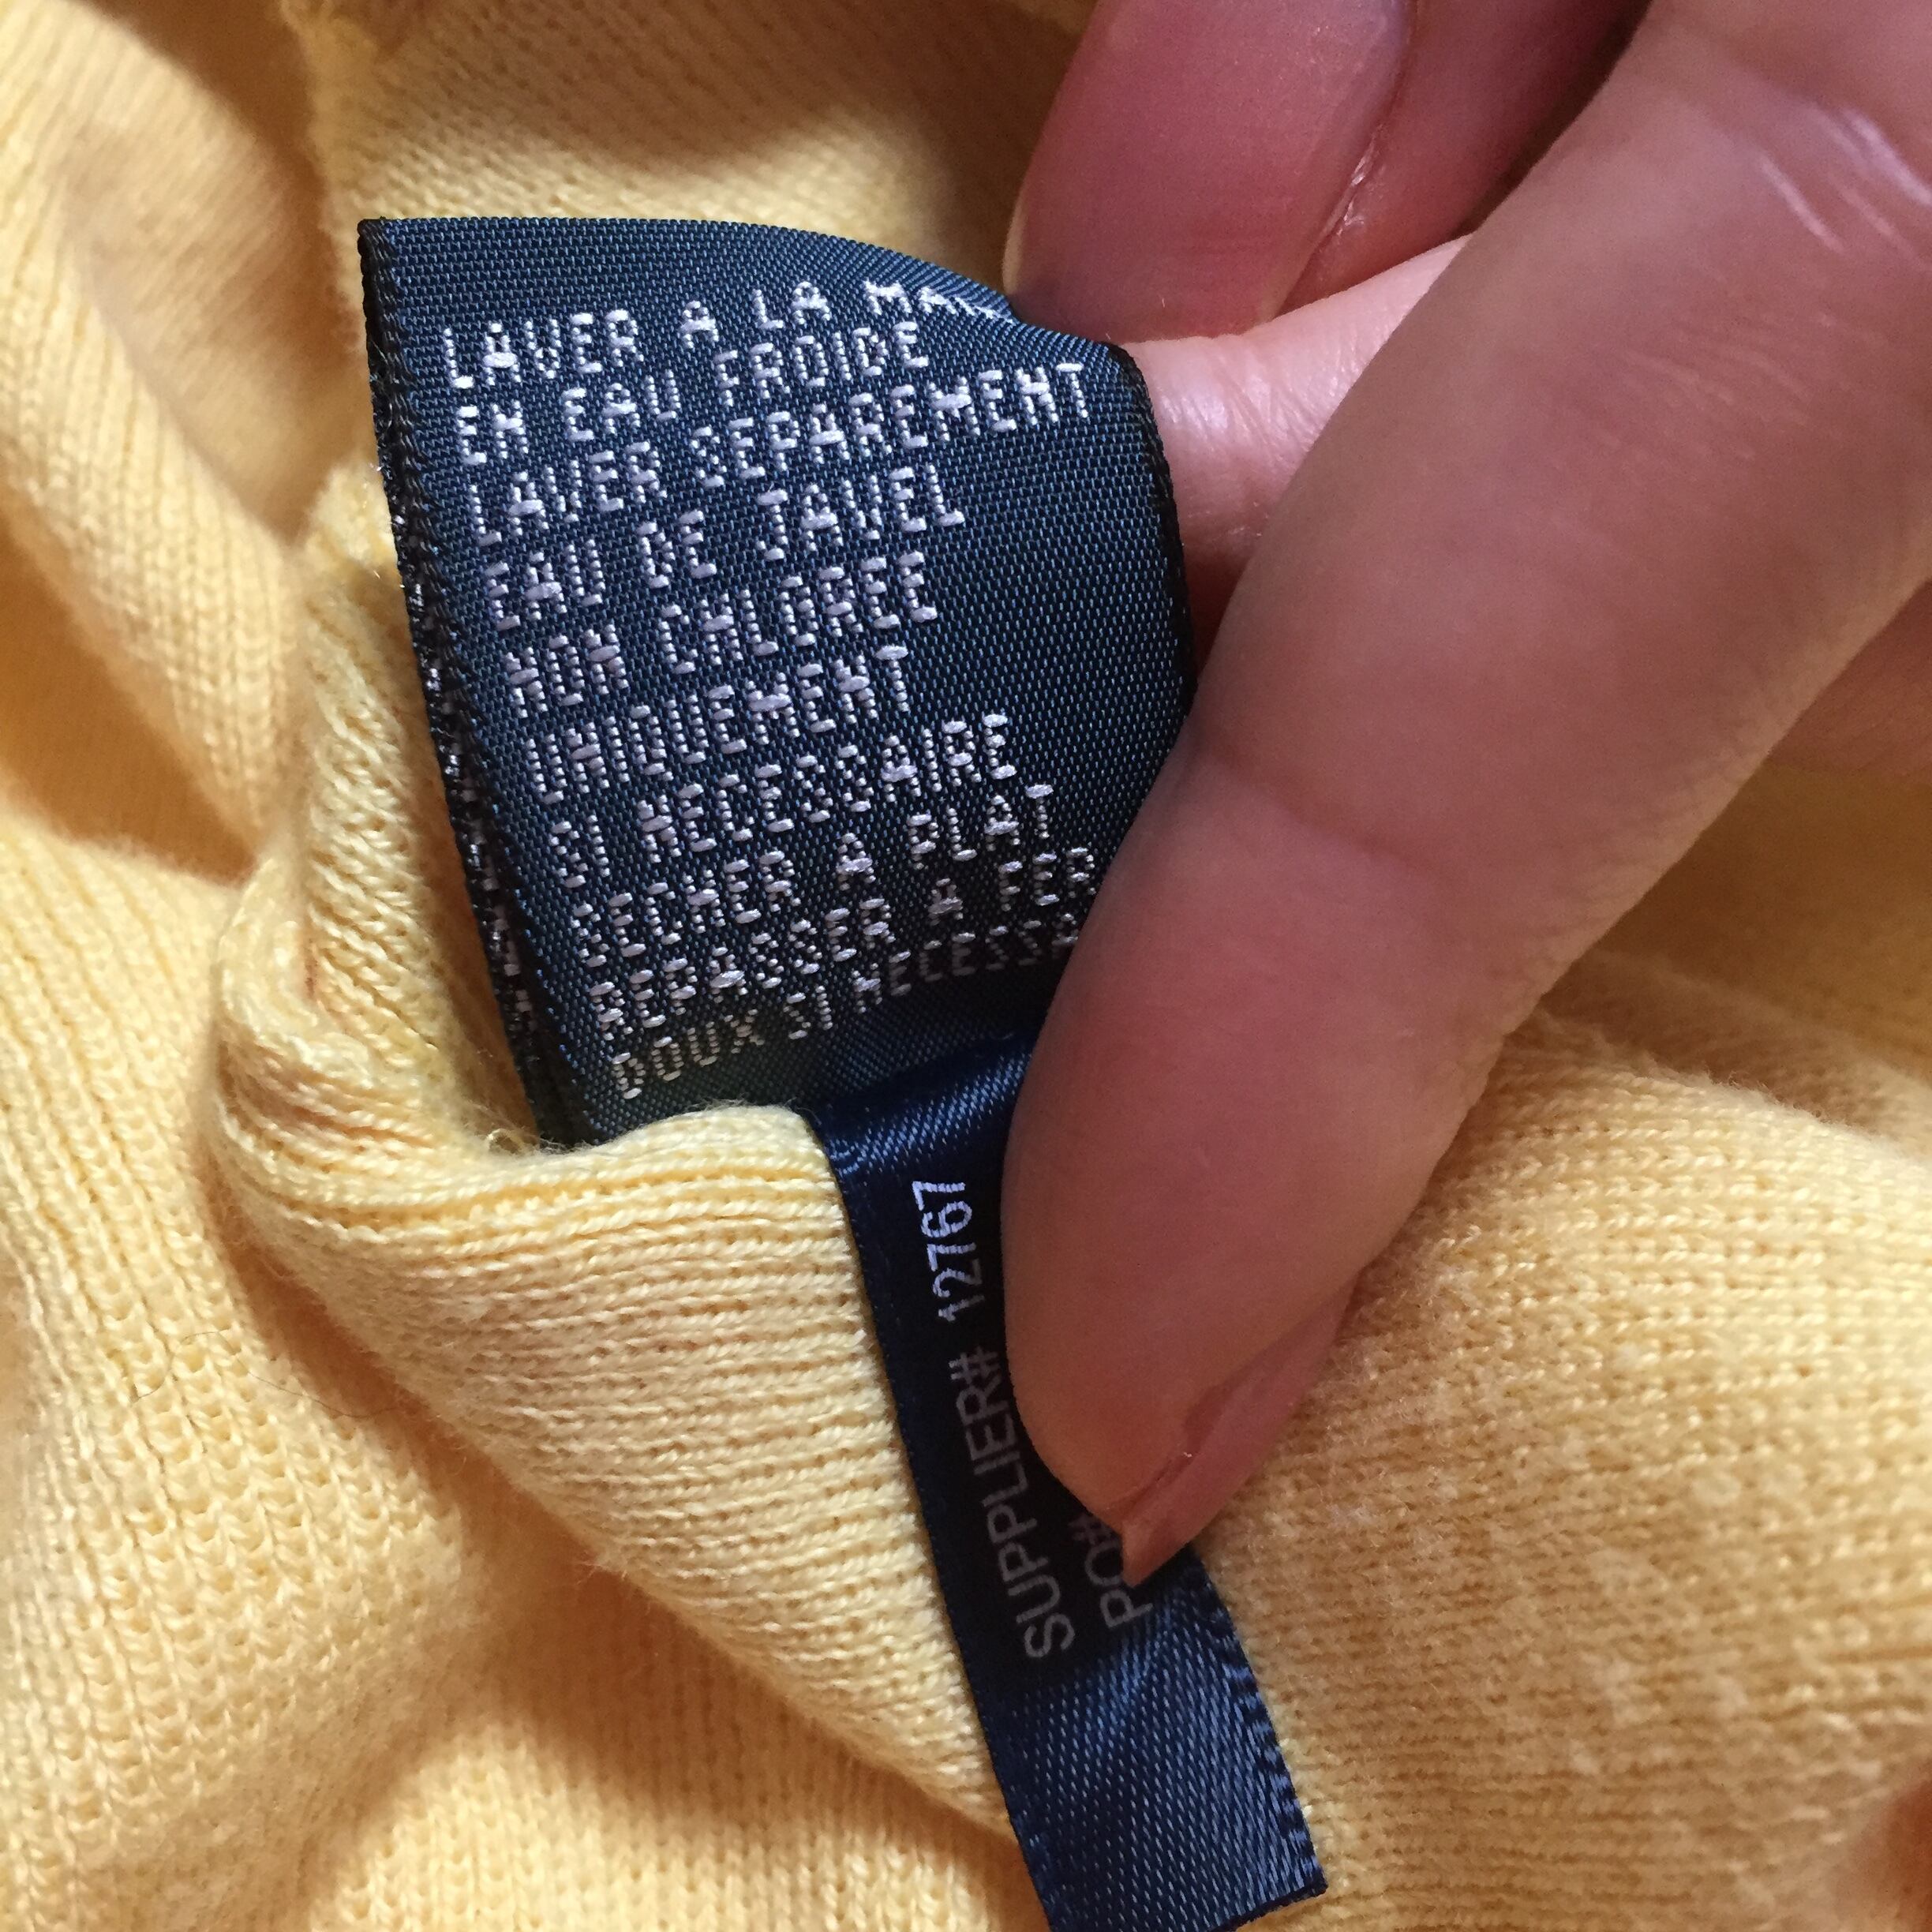 LAVER A LA
EN EAU FROIDE
LAVER SEPAREMENT
EAU DE JAVEL
NON CHLOREE
UNIQUEMENT
SI NECESSAIRE
SECHER A PLAT
REPASSER A FER
DOUX SI
SUPPLIER# 12767
PO#